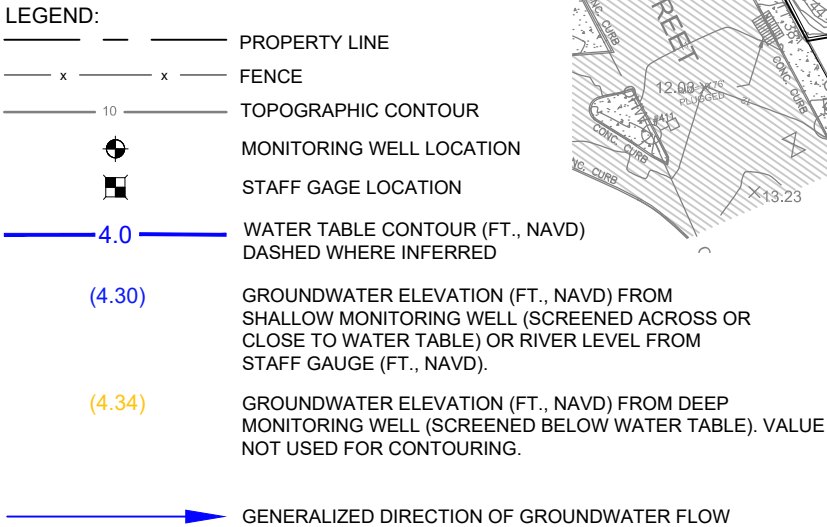 LEGEND:
PROPERTY LINE
x x
FENCE
10
TOPOGRAPHIC CONTOUR
MONITORING WELL LOCATION
STAFF GAGE LOCATION
4.0
WATER TABLE CONTOUR (FT., NAVD)
DASHED WHERE INFERRED
(4.30)
GROUNDWATER ELEVATION (FT., NAVD) FROM
SHALLOW MONITORING WELL (SCREENED ACROSS OR
CLOSE TO WATER TABLE) OR RIVER LEVEL FROM
STAFF GAUGE (FT., NAVD).
(4.34)
GROUNDWATER ELEVATION (FT., NAVD) FROM DEEP
MONITORING WELL (SCREENED BELOW WATER TABLE). VALUE
NOT USED FOR CONTOURING.
GENERALIZED DIRECTION OF GROUNDWATER FLOW
CURB
REET
44
CONC. CURB
PLUGGED
#411
CONC. CURB
CURB
13.23